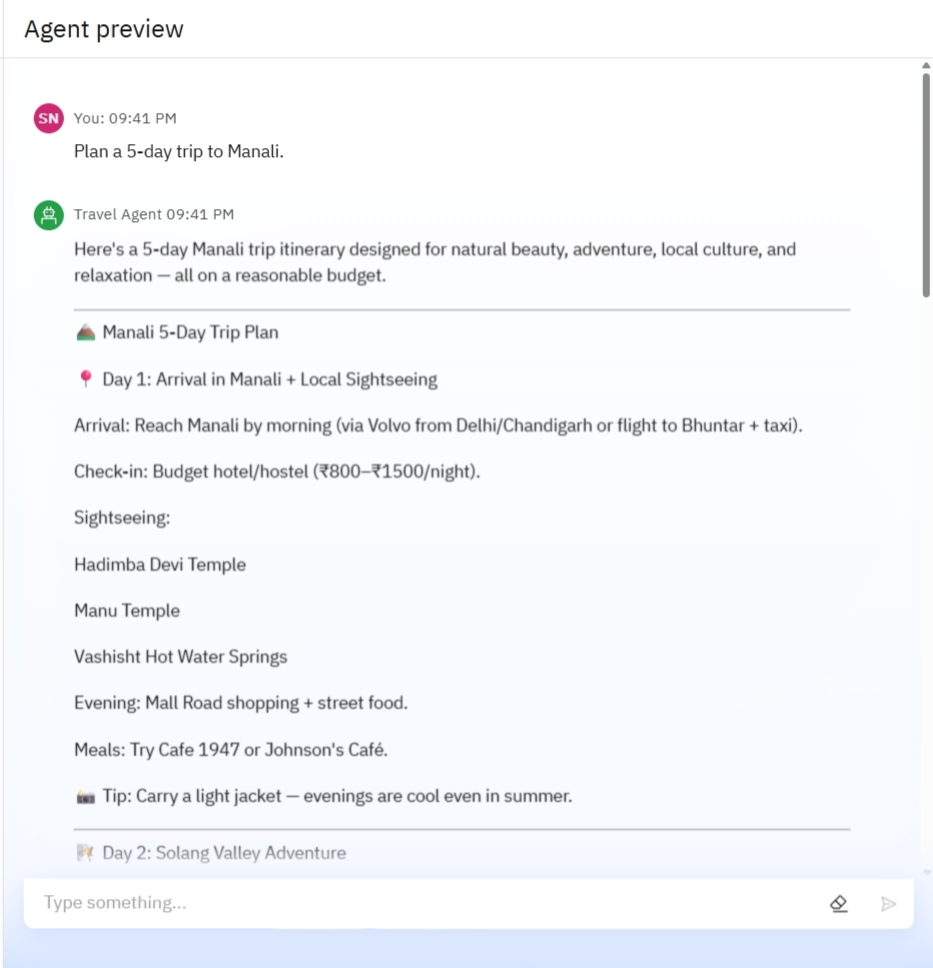 Agent preview
SN You: 09:41 PM
Plan a 5-day trip to Manali.
Travel Agent 09:41 PM
Here's a 5-day Manali trip itinerary designed for natural beauty, adventure, local culture, and
relaxation — all on a reasonable budget.
Manali 5-Day Trip Plan
Day 1: Arrival in Manali + Local Sightseeing
Arrival: Reach Manali by morning (via Volvo from Delhi/Chandigarh or flight to Bhuntar + taxi).
Check-in: Budget hotel/hostel (₹800–₹1500/night).
Sightseeing:
Hadimba Devi Temple
Manu Temple
Vashisht Hot Water Springs
Evening: Mall Road shopping + street food.
Meals: Try Cafe 1947 or Johnson's Café.
Tip: Carry a light jacket — evenings are cool even in summer.
Day 2: Solang Valley Adventure
Type something...